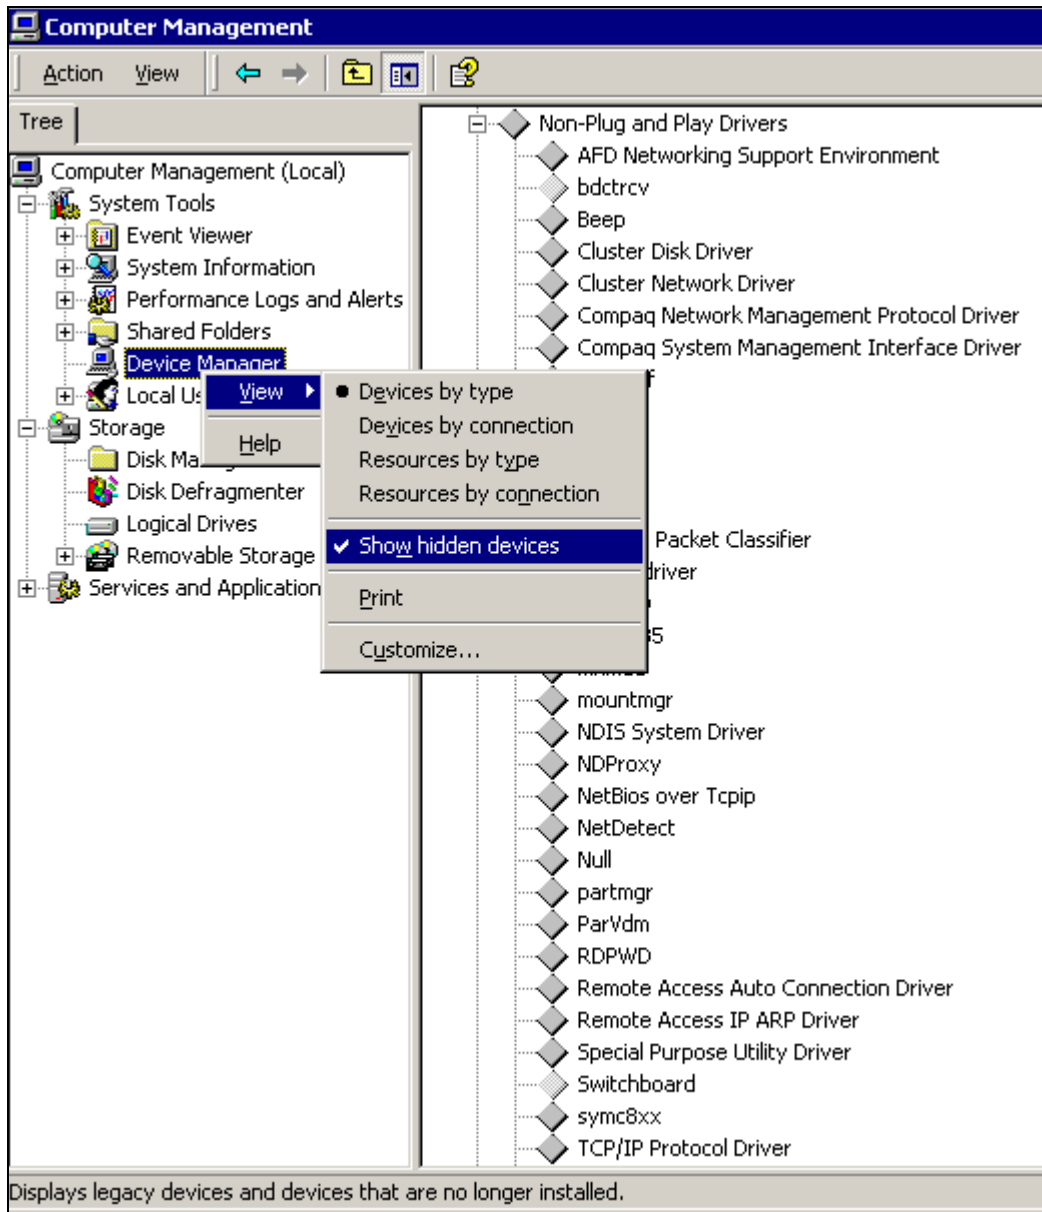 Computer Management
Action View
Tree
Computer Management (Local)
System Tools
Event Viewer
System Information
Performance Logs and Alerts
Shared Folders
Device Manager
Local Us
Storage
Disk Ma
Disk Defragmenter
Logical Drives
Removable Storage
Services and Application
View
Help
Devices by type
Devices by connection
Resources by type
Resources by connection
Show hidden devices
Print
Customize...
Non-Plug and Play Drivers
AFD Networking Support Environment
bdctrcv
Beep
Cluster Disk Driver
Cluster Network Driver
Compaq Network Management Protocol Driver
Compaq System Management Interface Driver
f
Packet Classifier
driver
35
mountmgr
NDIS System Driver
NDProxy
NetBios over Tcpip
NetDetect
Null
partmgr
ParVdm
RDPWD
Remote Access Auto Connection Driver
Remote Access IP ARP Driver
Special Purpose Utility Driver
Switchboard
symc8xx
TCP/IP Protocol Driver
Displays legacy devices and devices that are no longer installed.